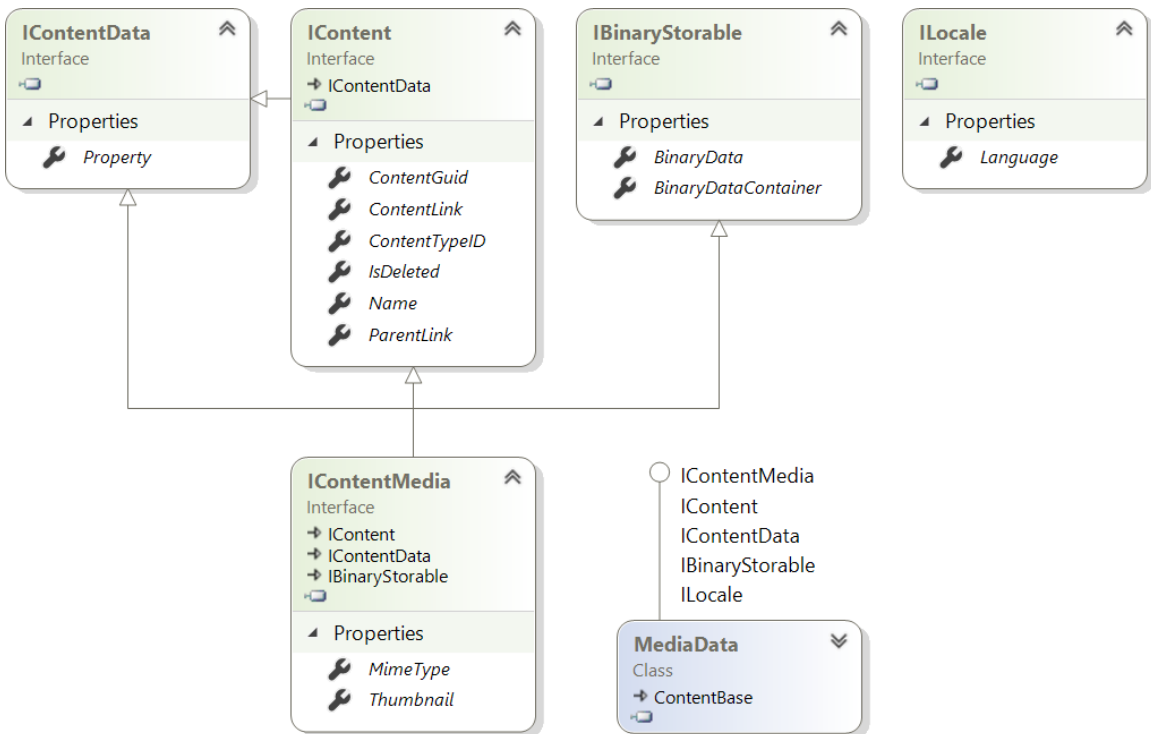 IContentData
Interface
Properties
Property
IContent
Interface
IContentData
Properties
ContentGuid
ContentLink
ContentTypeID
IsDeleted
Name
ParentLink
IBinaryStorable
Interface
Properties
BinaryData
BinaryDataContainer
ILocale
Interface
Properties
Language
IContentMedia
Interface
IContent
IContentData
IBinaryStorable
Properties
MimeType
Thumbnail
IContentMedia
IContent
IContentData
IBinaryStorable
ILocale
MediaData
Class
ContentBase